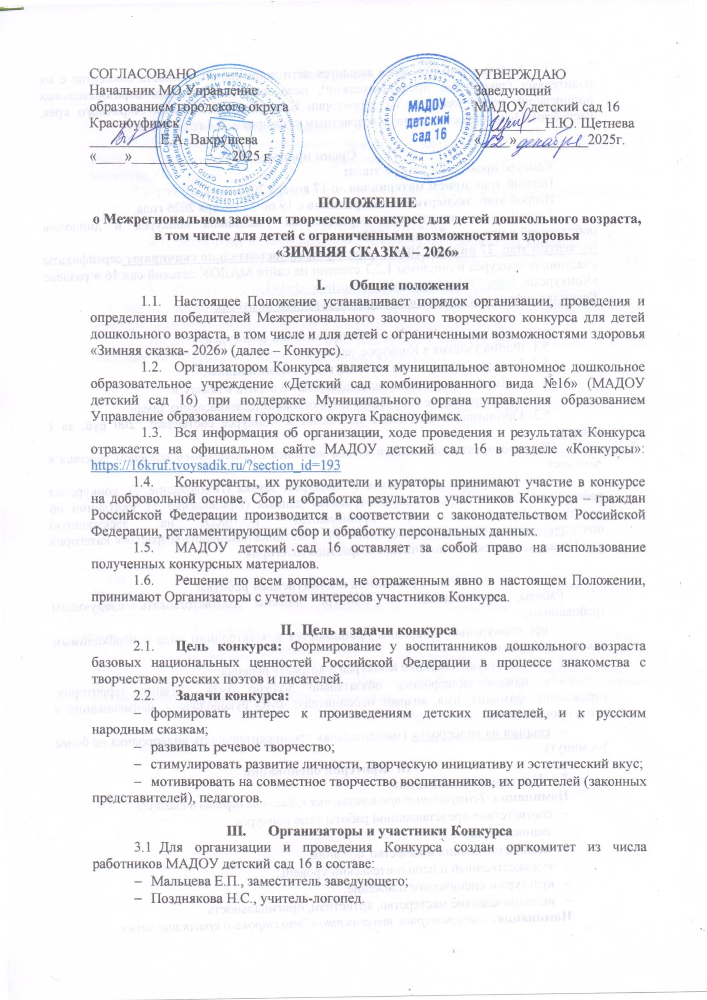 СОГЛАСОВАНО
Начальник МО Управление
образованием городского округа
Красноуфимск
Е.А. Вахрушева
«____»______________ 2025 г.
УТВЕРЖДАЮ
Заведующий
МАДОУ детский сад 16
__________Н.Ю. Щетнева
«12» декабря 2025г.
МАДОУ
детский
сад 16
ОКПО 27725932 ОГРН 1026601229852
ИНН 6619002300
ПОЛОЖЕНИЕ
о Межрегиональном заочном творческом конкурсе для детей дошкольного возраста,
в том числе для детей с ограниченными возможностями здоровья
«ЗИМНЯЯ СКАЗКА – 2026»
I. Общие положения
1.1. Настоящее Положение устанавливает порядок организации, проведения и
определения победителей Межрегионального заочного творческого конкурса для детей
дошкольного возраста, в том числе и для детей с ограниченными возможностями здоровья
«Зимняя сказка- 2026» (далее – Конкурс).
1.2. Организатором Конкурса является муниципальное автономное дошкольное
образовательное учреждение «Детский сад комбинированного вида №16» (МАДОУ
детский сад 16) при поддержке Муниципального органа управления образованием
Управление образованием городского округа Красноуфимск.
1.3. Вся информация об организации, ходе проведения и результатах Конкурса
отражается на официальном сайте МАДОУ детский сад 16 в разделе «Конкурсы»:
https://16kruf.tvoysadik.ru/?section_id=193
1.4. Конкурсанты, их руководители и кураторы принимают участие в конкурсе
на добровольной основе. Сбор и обработка результатов участников Конкурса – граждан
Российской Федерации производится в соответствии с законодательством Российской
Федерации, регламентирующим сбор и обработку персональных данных.
1.5. МАДОУ детский сад 16 оставляет за собой право на использование
полученных конкурсных материалов.
1.6. Решение по всем вопросам, не отраженным явно в настоящем Положении,
принимают Организаторы с учетом интересов участников Конкурса.
II. Цель и задачи конкурса
2.1. Цель конкурса: Формирование у воспитанников дошкольного возраста
базовых национальных ценностей Российской Федерации в процессе знакомства с
творчеством русских поэтов и писателей.
2.2. Задачи конкурса:
– формировать интерес к произведениям детских писателей, и к русским
народным сказкам;
– развивать речевое творчество;
– стимулировать развитие личности, творческую инициативу и эстетический вкус;
– мотивировать на совместное творчество воспитанников, их родителей (законных
представителей), педагогов.
III. Организаторы и участники Конкурса
3.1 Для организации и проведения Конкурса создан оргкомитет из числа
работников МАДОУ детский сад 16 в составе:
– Мальцева Е.П., заместитель заведующего;
– Позднякова Н.С., учитель-логопед.